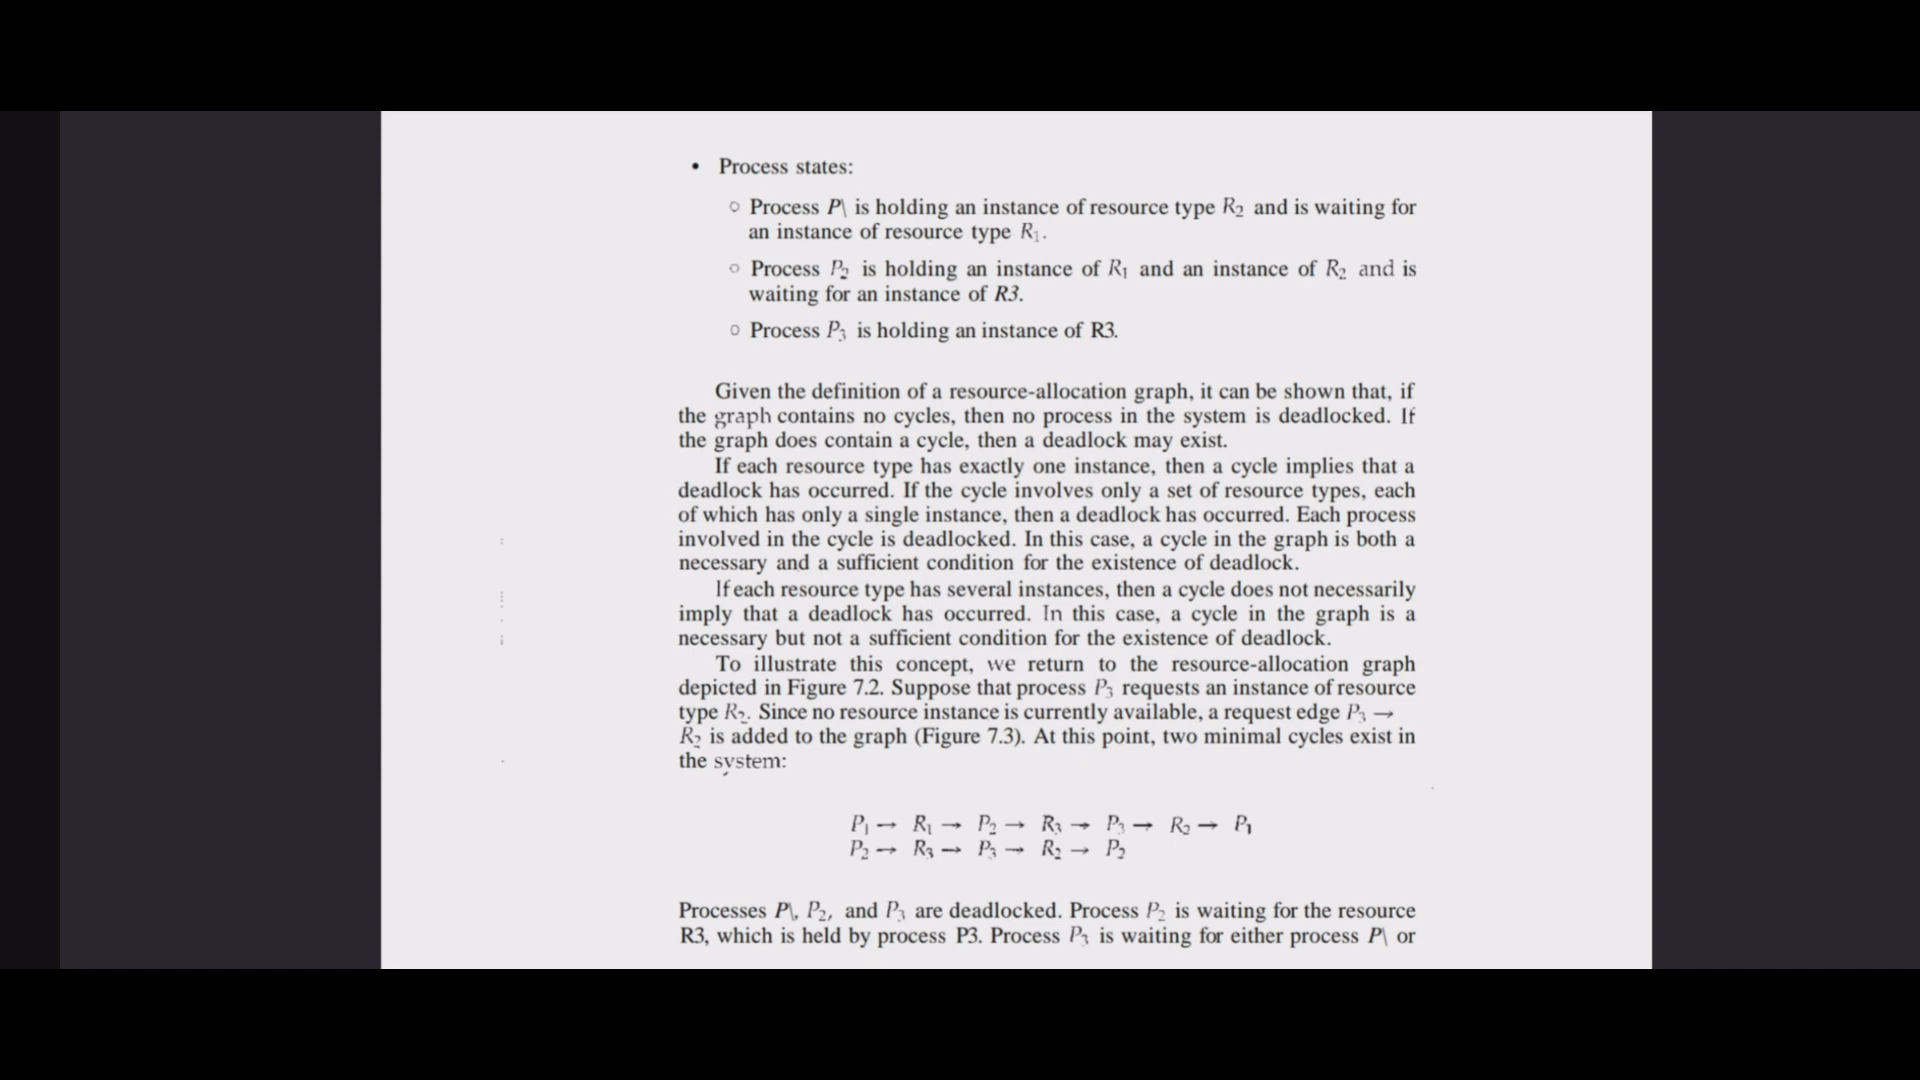 • Process states:
○ Process P\ is holding an instance of resource type R₂ and is waiting for
an instance of resource type R₁.
○ Process P₂ is holding an instance of R₁ and an instance of R₂ and is
waiting for an instance of R3.
○ Process P₃ is holding an instance of R3.
Given the definition of a resource-allocation graph, it can be shown that, if
the graph contains no cycles, then no process in the system is deadlocked. If
the graph does contain a cycle, then a deadlock may exist.
If each resource type has exactly one instance, then a cycle implies that a
deadlock has occurred. If the cycle involves only a set of resource types, each
of which has only a single instance, then a deadlock has occurred. Each process
involved in the cycle is deadlocked. In this case, a cycle in the graph is both a
necessary and a sufficient condition for the existence of deadlock.
If each resource type has several instances, then a cycle does not necessarily
imply that a deadlock has occurred. In this case, a cycle in the graph is a
necessary but not a sufficient condition for the existence of deadlock.
To illustrate this concept, we return to the resource-allocation graph
depicted in Figure 7.2. Suppose that process P₃ requests an instance of resource
type R₂. Since no resource instance is currently available, a request edge P₃ →
R₂ is added to the graph (Figure 7.3). At this point, two minimal cycles exist in
the system:
P₁ → R₁ → P₂ → R₃ → P₃ → R₂ → P₁
P₂ → R₃ → P₃ → R₂ → P₂
Processes P\, P₂, and P₃ are deadlocked. Process P₂ is waiting for the resource
R3, which is held by process P3. Process P₃ is waiting for either process P\ or